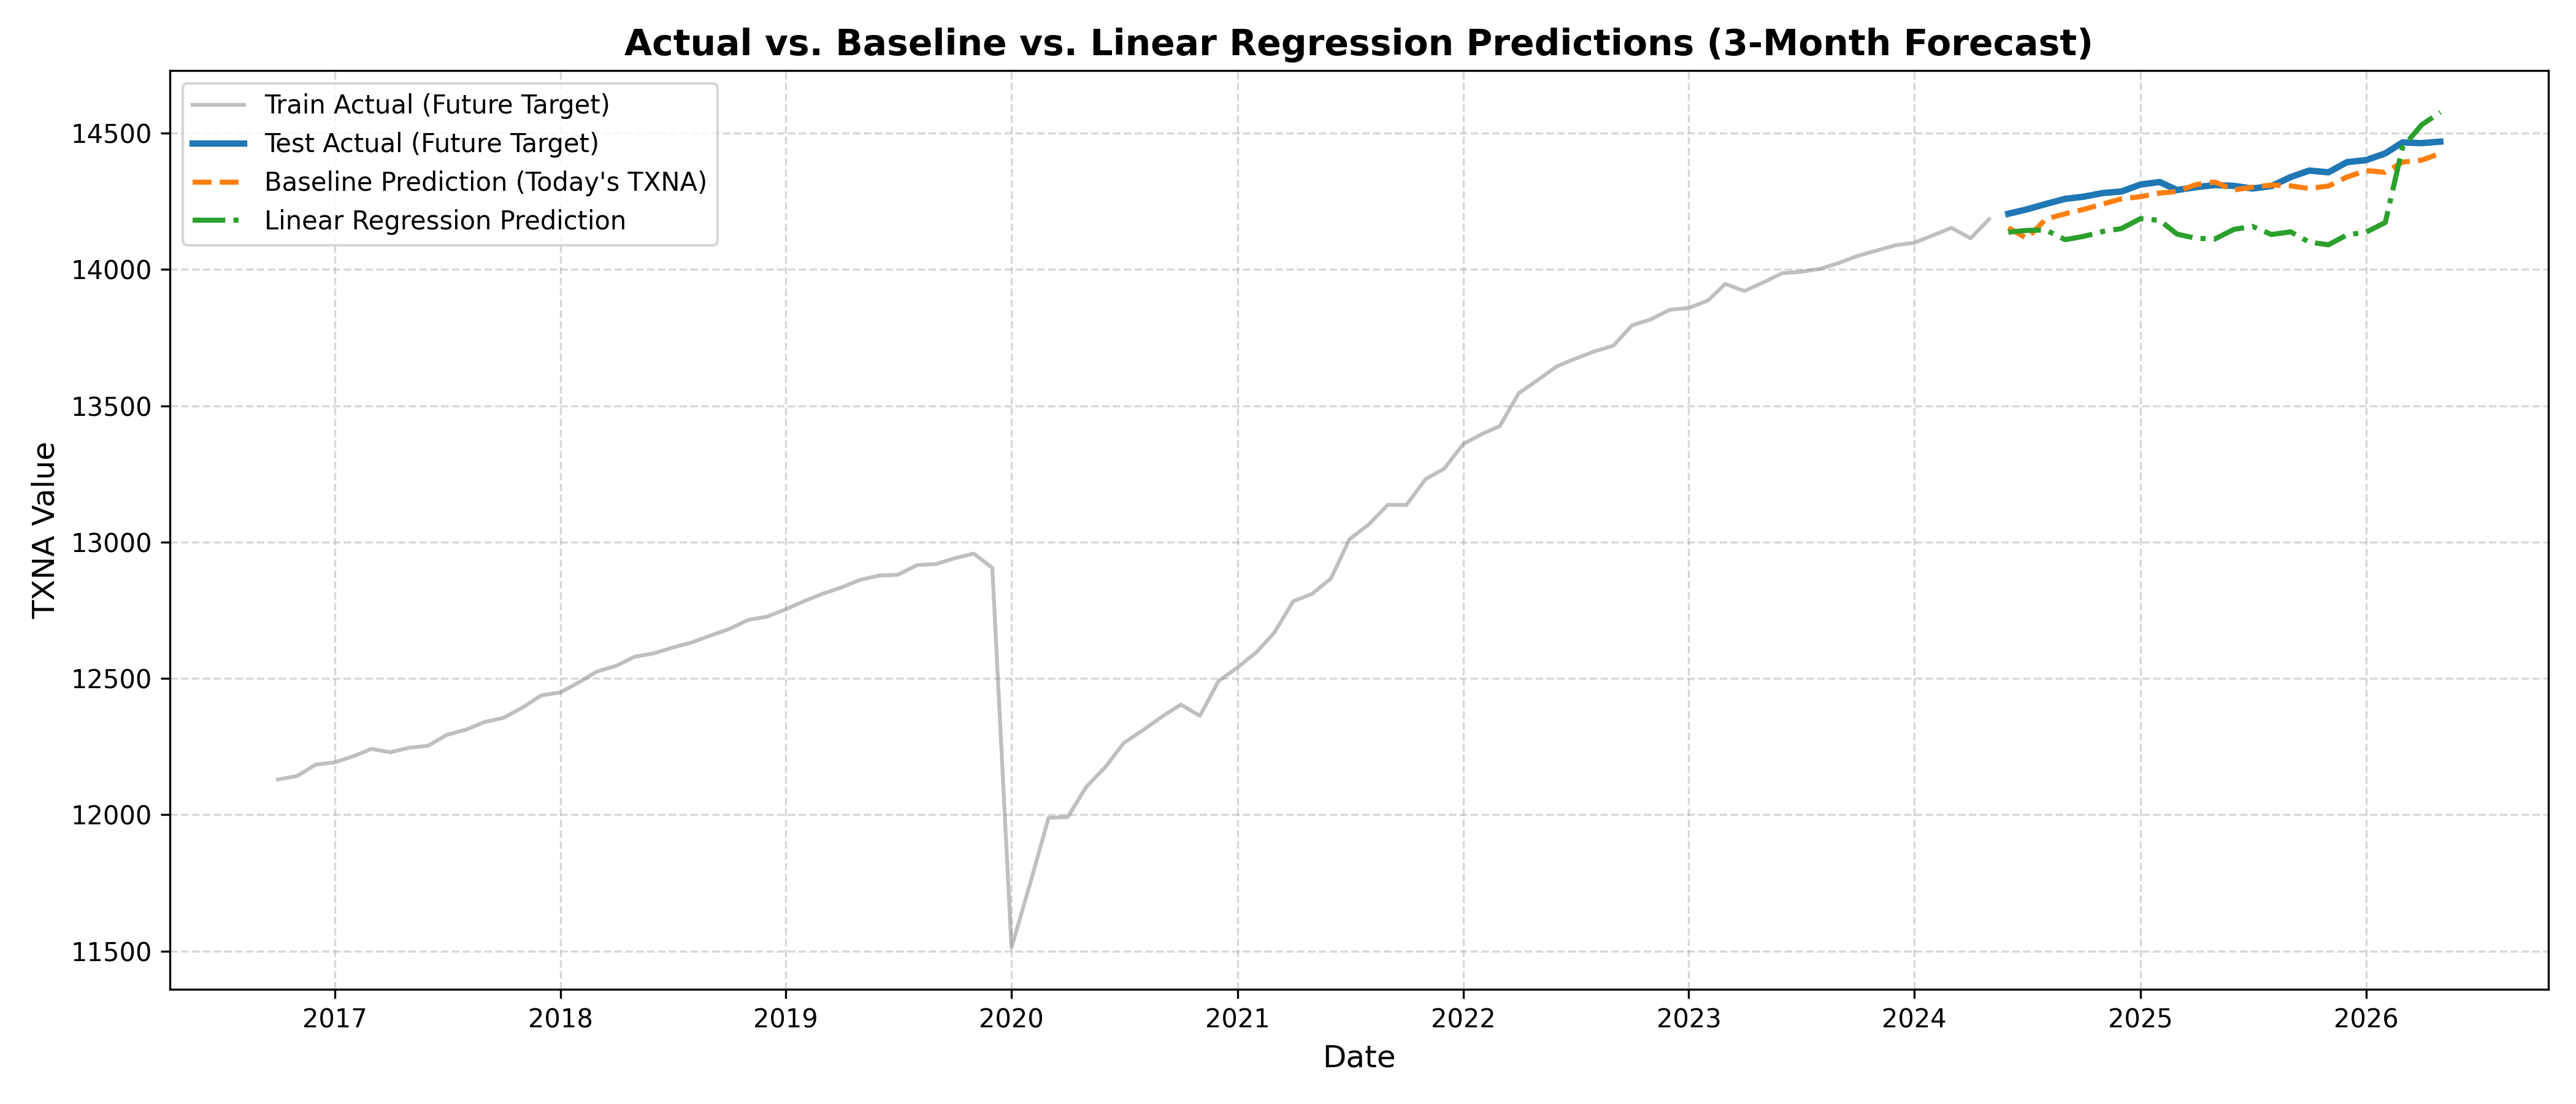 Actual vs. Baseline vs. Linear Regression Predictions (3-Month Forecast)
Train Actual (Future Target)
Test Actual (Future Target)
Baseline Prediction (Today's TXNA)
Linear Regression Prediction
TXNA Value
14500
14000
13500
13000
12500
12000
11500
2017
2018
2019
2020
2021
2022
2023
2024
2025
2026
Date